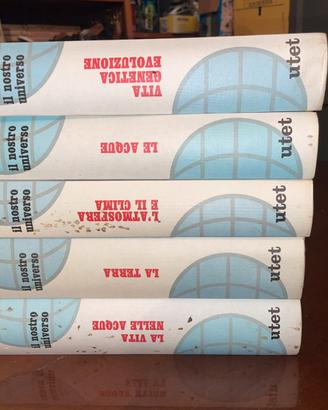 il nostro
universo
VITA
GENETICA
EVOLUZIONE
utet
il nostro
universo
LE ACQUE
utet
il nostro
universo
L'ATMOSFERA
E IL CLIMA
utet
il nostro
universo
LA TERRA
utet
il nostro
universo
LA VITA
NELLE ACQUE
utet